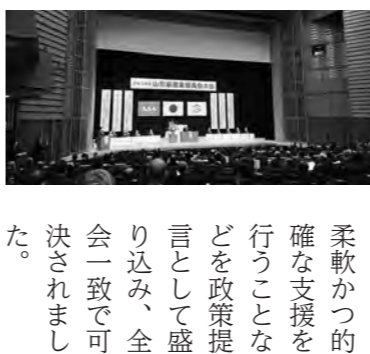 柔軟かつ的
確な支援を
行うことな
どを政策提
言として盛
り込み、全
会一致で可
決されまし
た。